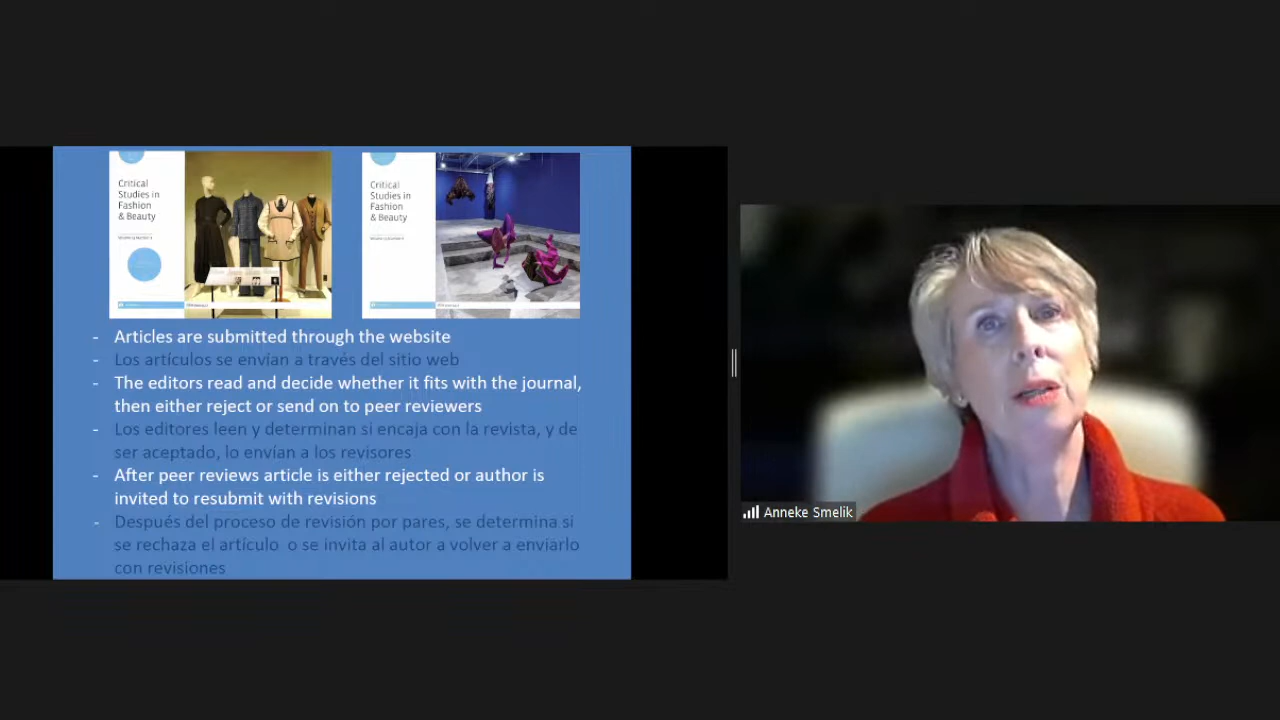 Critical
Studies in
Fashion
& Beauty
Critical
Studies in
Fashion
& Beauty
- Articles are submitted through the website
- Los artículos se envían a través del sitio web
- The editors read and decide whether it fits with the journal,
then either reject or send on to peer reviewers
- Los editores leen y determinan si encaja con la revista, y de
ser aceptado, lo envían a los revisores
- After peer reviews article is either rejected or author is
invited to resubmit with revisions
- Después del proceso de revisión por pares, se determina si
se rechaza el artículo o se invita al autor a volver a enviarlo
con revisiones
Anneke Smelik